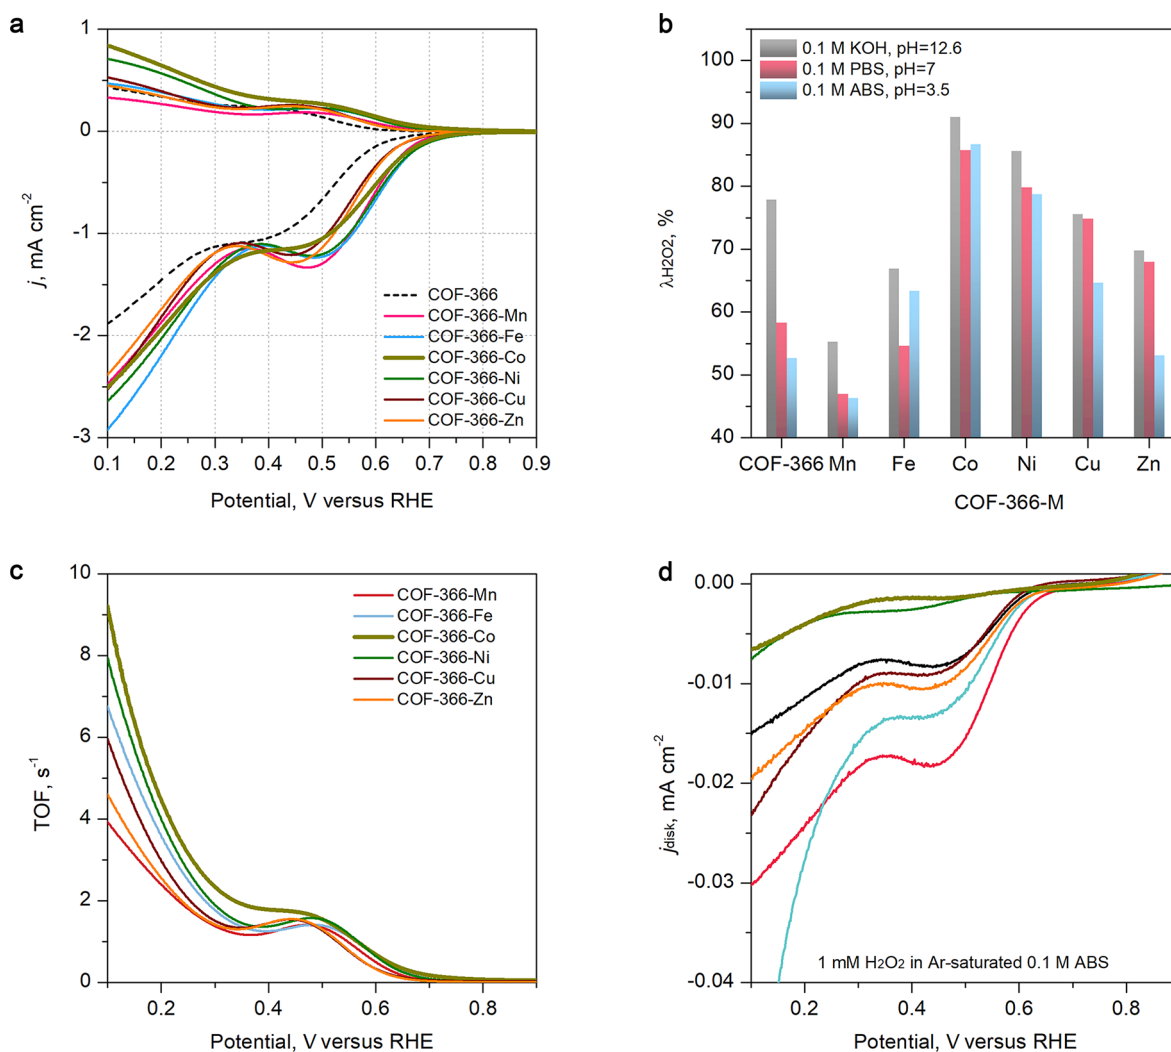 a
1
0
-1
-2
-3
j, mA cm-2
COF-366
COF-366-Mn
COF-366-Fe
COF-366-Co
COF-366-Ni
COF-366-Cu
COF-366-Zn
0.1 0.2 0.3 0.4 0.5 0.6 0.7 0.8 0.9
Potential, V versus RHE
b
100
90
80
70
60
50
40
λH2O2, %
0.1 M KOH, pH=12.6
0.1 M PBS, pH=7
0.1 M ABS, pH=3.5
COF-366 Mn Fe Co Ni Cu Zn
COF-366-M
c
10
8
6
4
2
0
TOF, s-1
COF-366-Mn
COF-366-Fe
COF-366-Co
COF-366-Ni
COF-366-Cu
COF-366-Zn
0.2 0.4 0.6 0.8
Potential, V versus RHE
d
0.00
-0.01
-0.02
-0.03
-0.04
jdisk, mA cm-2
1 mM H2O2 in Ar-saturated 0.1 M ABS
0.2 0.4 0.6 0.8
Potential, V versus RHE